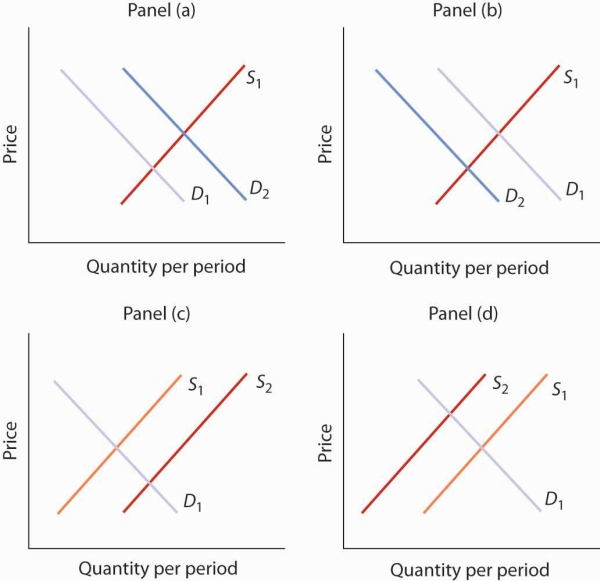 Panel (a)
Price
S1
D1
D2
Quantity per period
Panel (b)
Price
S1
D2
D1
Quantity per period
Panel (c)
Price
S1
S2
D1
Quantity per period
Panel (d)
Price
S2
S1
D1
Quantity per period